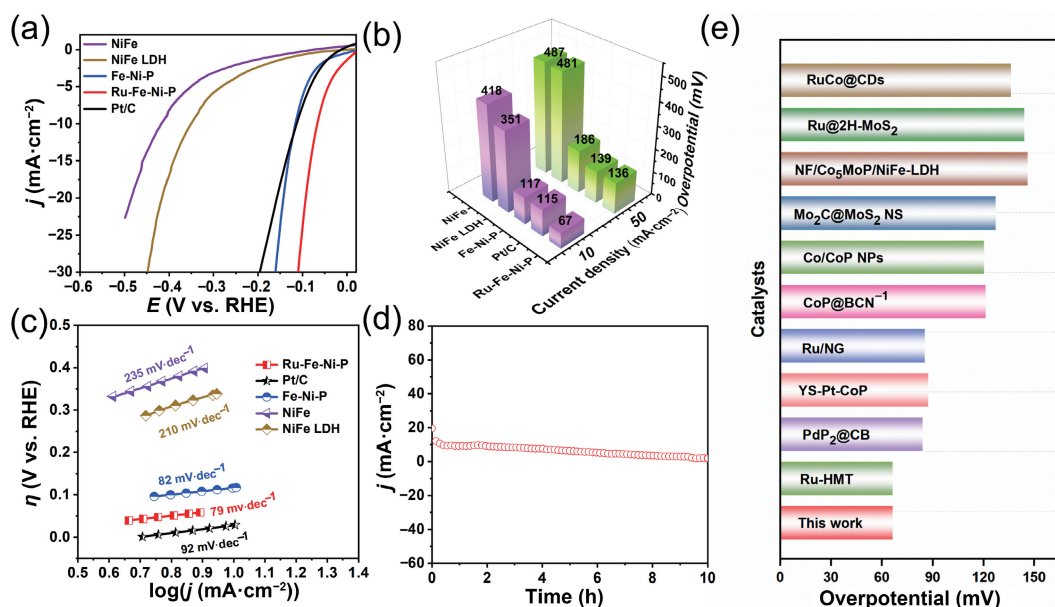 (a)
0
-5
-10
-15
-20
-25
-30
j (mA·cm⁻²)
NiFe
NiFe LDH
Fe-Ni-P
Ru-Fe-Ni-P
Pt/C
-0.6 -0.5 -0.4 -0.3 -0.2 -0.1 0.0
E (V vs. RHE)
(b)
487
481
418
351
186
139
136
117
115
67
500
400
300
200
100
0
Overpotential (mV)
NiFe
NiFe LDH
Fe-Ni-P
Pt/C
Ru-Fe-Ni-P
10
50
Current density (mA·cm⁻²)
(c)
0.5
0.4
0.3
0.2
0.1
0.0
η (V vs. RHE)
235 mV·dec⁻¹
210 mV·dec⁻¹
82 mV·dec⁻¹
79 mv·dec⁻¹
92 mV·dec⁻¹
Ru-Fe-Ni-P
Pt/C
Fe-Ni-P
NiFe
NiFe LDH
0.4 0.6 0.8 1.0 1.2 1.4 1.6
log(j (mA·cm⁻²))
(d)
80
60
40
20
0
-20
-40
-60
j (mA·cm⁻²)
0 2 4 6 8 10
Time (h)
(e)
Catalysts
RuCo@CDs
Ru@2H-MoS₂
NF/Co₅MoP/NiFe-LDH
Mo₂C@MoS₂ NS
Co/CoP NPs
CoP@BCN⁻¹
Ru/NG
YS-Pt-CoP
PdP₂@CB
Ru-HMT
This work
0 30 60 90 120 150
Overpotential (mV)